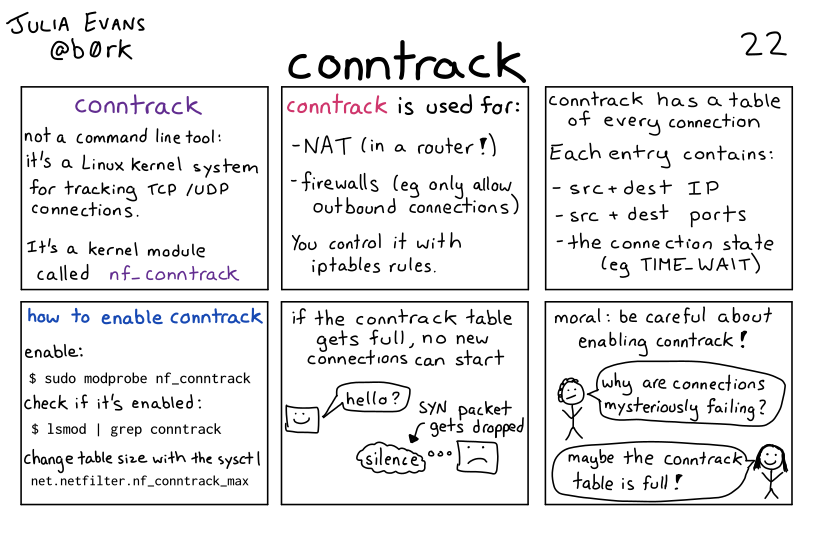 JULIA EVANS
@b0rk
conntrack
22
conntrack
not a command line tool:
it's a Linux kernel system
for tracking TCP/UDP
connections.
It's a kernel module
called nf_conntrack
conntrack is used for:
- NAT (in a router!)
- firewalls (eg only allow
outbound connections)
You control it with
iptables rules.
conntrack has a table
of every connection
Each entry contains:
- src + dest IP
- src + dest ports
- the connection state
(eg TIME_WAIT)
how to enable conntrack
enable:
$ sudo modprobe nf_conntrack
check if it's enabled:
$ lsmod | grep conntrack
change table size with the sysctl
net.netfilter.nf_conntrack_max
if the conntrack table
gets full, no new
connections can start
hello?
SYN packet
gets dropped
silence
moral: be careful about
enabling conntrack!
why are connections
mysteriously failing?
maybe the conntrack
table is full!